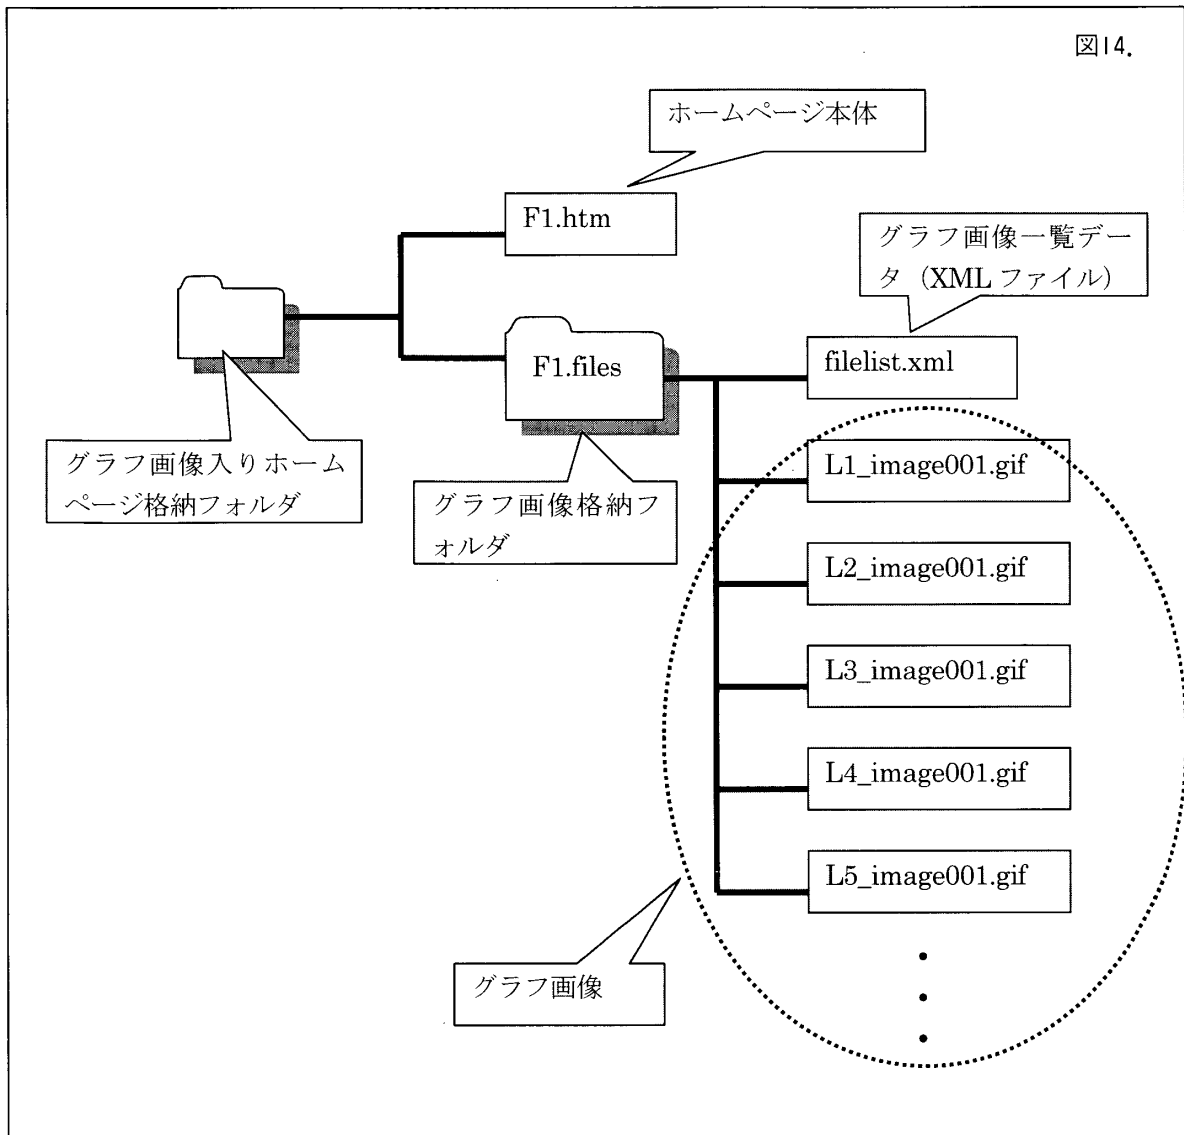 図14.
ホームページ本体
F1.htm
グラフ画像一覧デー
タ（XML ファイル）
F1.files
filelist.xml
グラフ画像入りホーム
ページ格納フォルダ
グラフ画像格納フ
ォルダ
L1_image001.gif
L2_image001.gif
L3_image001.gif
L4_image001.gif
L5_image001.gif
グラフ画像